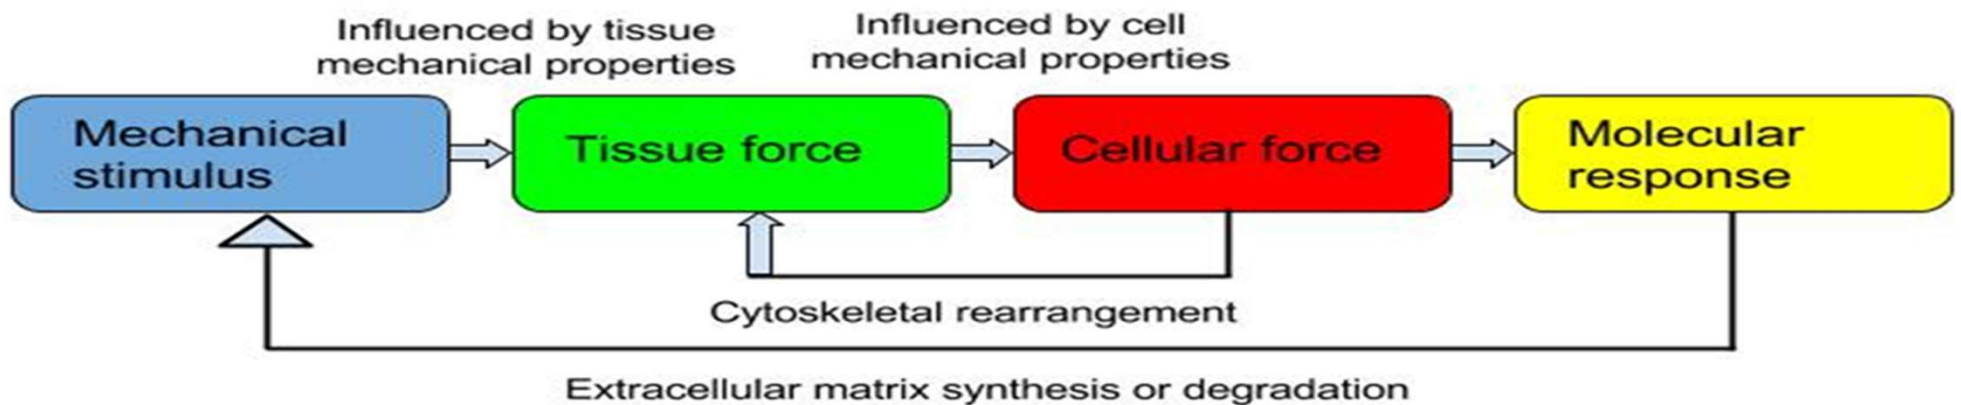 Influenced by tissue
mechanical properties
Influenced by cell
mechanical properties
Mechanical
stimulus
Tissue force
Cellular force
Molecular
response
Cytoskeletal rearrangement
Extracellular matrix synthesis or degradation